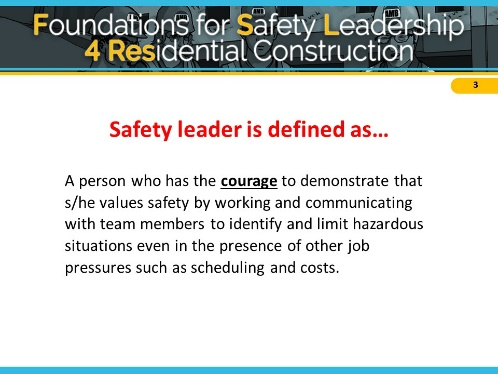 Foundations for Safety Leadership
4 Residential Construction
3
Safety leader is defined as…
A person who has the courage to demonstrate that
s/he values safety by working and communicating
with team members to identify and limit hazardous
situations even in the presence of other job
pressures such as scheduling and costs.